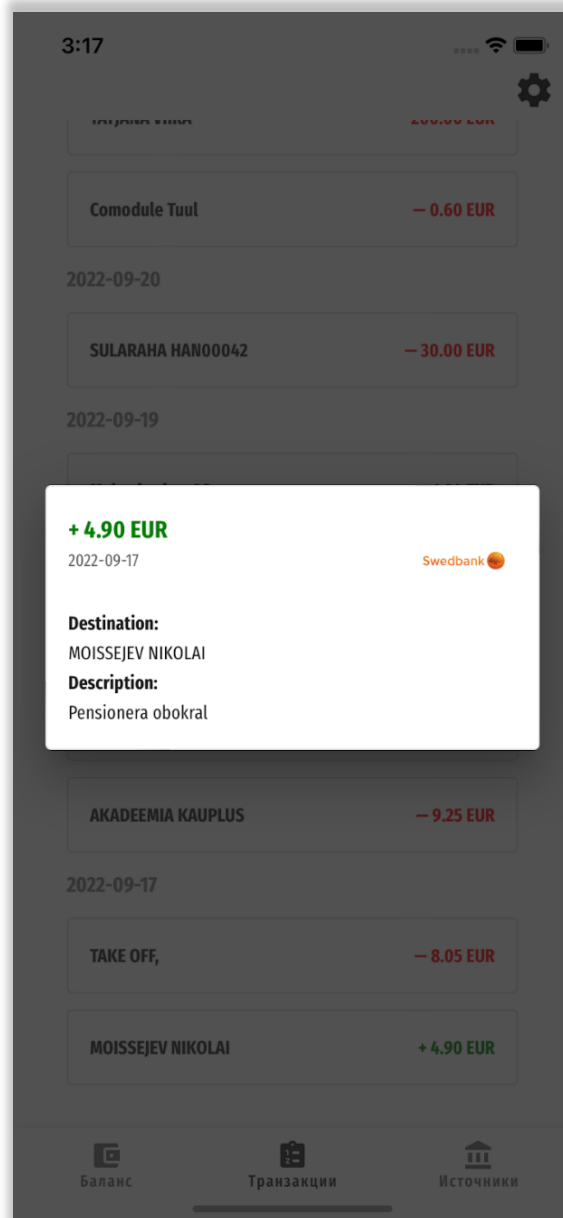 3:17
Comodule Tuul
— 0.60 EUR
2022-09-20
SULARAHA HAN00042
— 30.00 EUR
2022-09-19
+ 4.90 EUR
2022-09-17
Swedbank
Destination:
MOISSEJEV NIKOLAI
Description:
Pensionera obokral
AKADEEMIA KAUPLUS
— 9.25 EUR
2022-09-17
TAKE OFF,
— 8.05 EUR
MOISSEJEV NIKOLAI
+ 4.90 EUR
Баланс
Транзакции
Источники